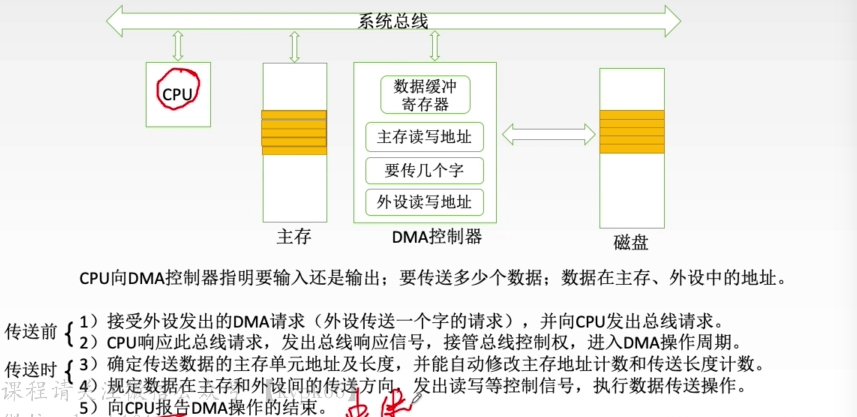 系统总线
CPU
数据缓冲
寄存器
主存读写地址
要传几个字
外设读写地址
主存
DMA控制器
磁盘
CPU向DMA控制器指明要输入还是输出；要传送多少个数据；数据在主存、外设中的地址。
传送前
1）接受外设发出的DMA请求（外设传送一个字的请求），并向CPU发出总线请求。
2）CPU响应此总线请求，发出总线响应信号，接管总线控制权，进入DMA操作周期。
传送时
3）确定传送数据的主存单元地址及长度，并能自动修改主存地址计数和传送长度计数。
4）规定数据在主存和外设间的传送方向，发出读写等控制信号，执行数据传送操作。
课程请关注微信公众号
5）向CPU报告DMA操作的结束。